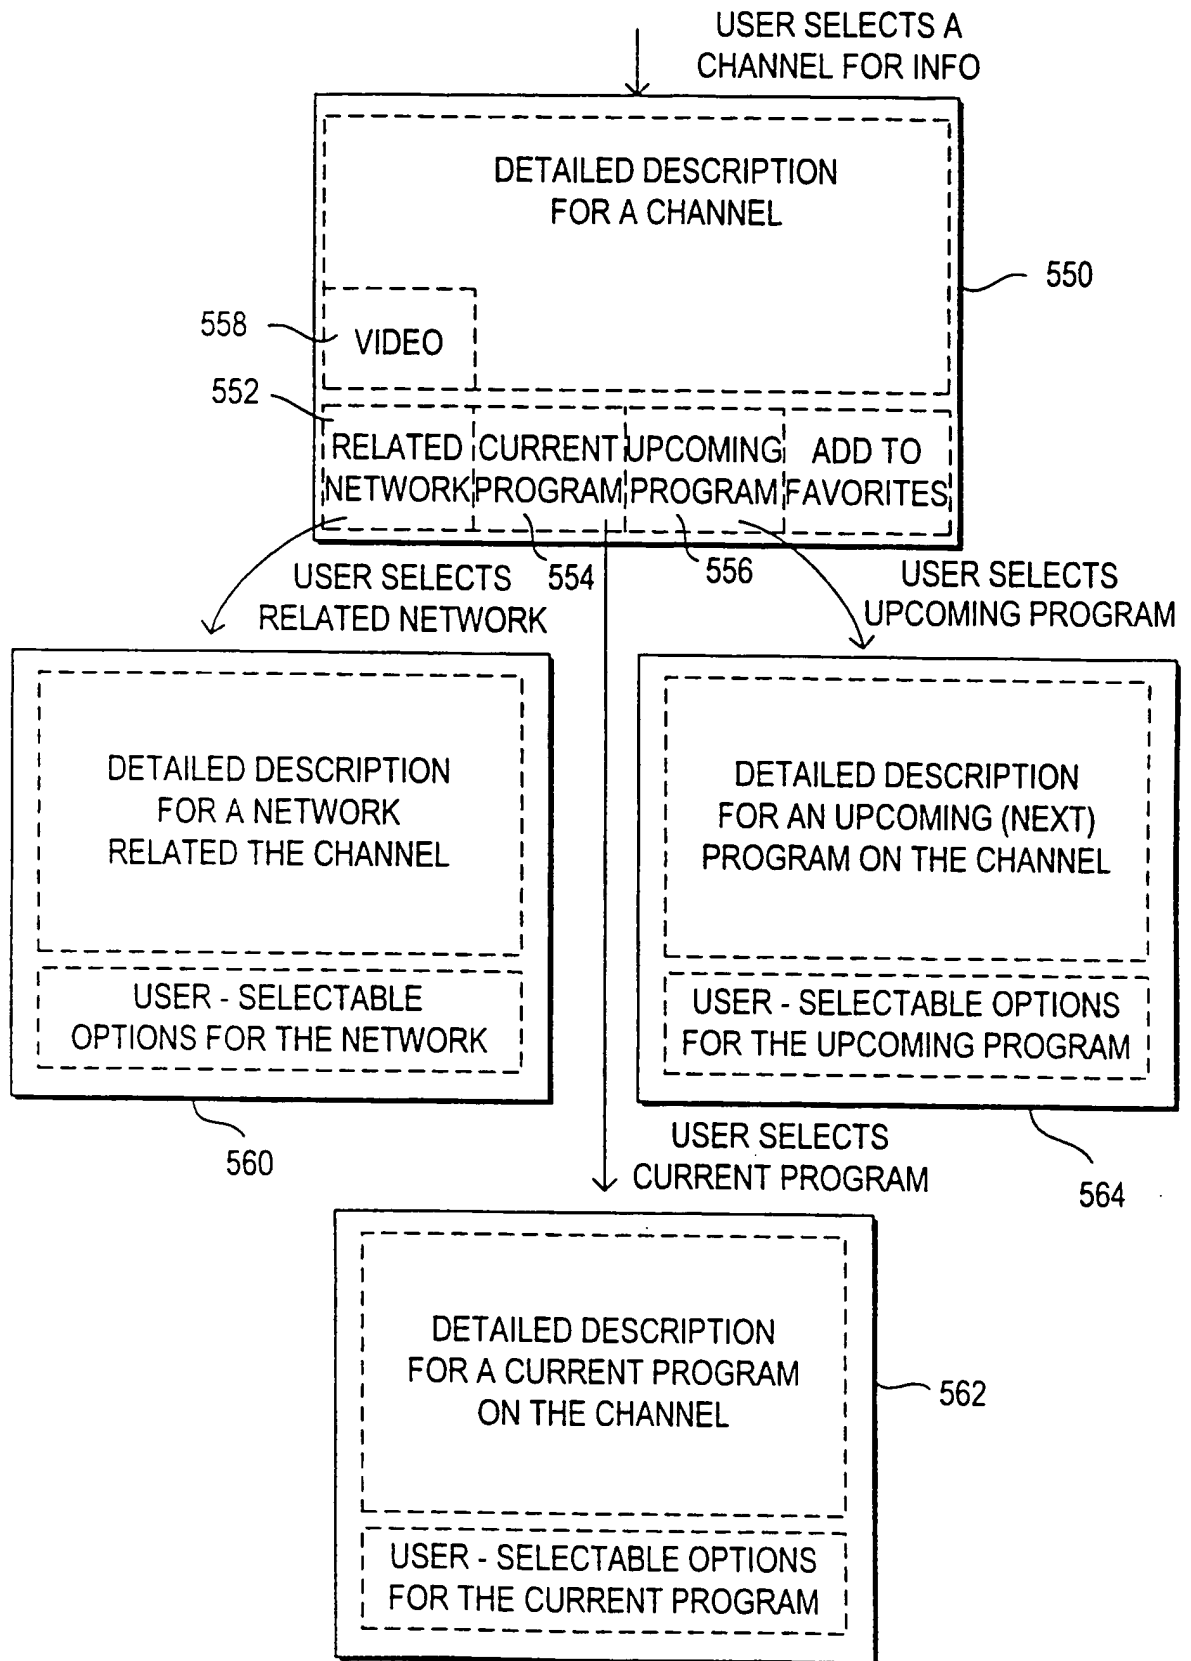 USER SELECTS A
CHANNEL FOR INFO
DETAILED DESCRIPTION
FOR A CHANNEL
550
558
VIDEO
552
RELATED
NETWORK
CURRENT
PROGRAM
UPCOMING
PROGRAM
ADD TO
FAVORITES
554
556
USER SELECTS
RELATED NETWORK
USER SELECTS
UPCOMING PROGRAM
DETAILED DESCRIPTION
FOR A NETWORK
RELATED THE CHANNEL
USER - SELECTABLE
OPTIONS FOR THE NETWORK
560
DETAILED DESCRIPTION
FOR AN UPCOMING (NEXT)
PROGRAM ON THE CHANNEL
USER - SELECTABLE OPTIONS
FOR THE UPCOMING PROGRAM
564
USER SELECTS
CURRENT PROGRAM
DETAILED DESCRIPTION
FOR A CURRENT PROGRAM
ON THE CHANNEL
562
USER - SELECTABLE OPTIONS
FOR THE CURRENT PROGRAM